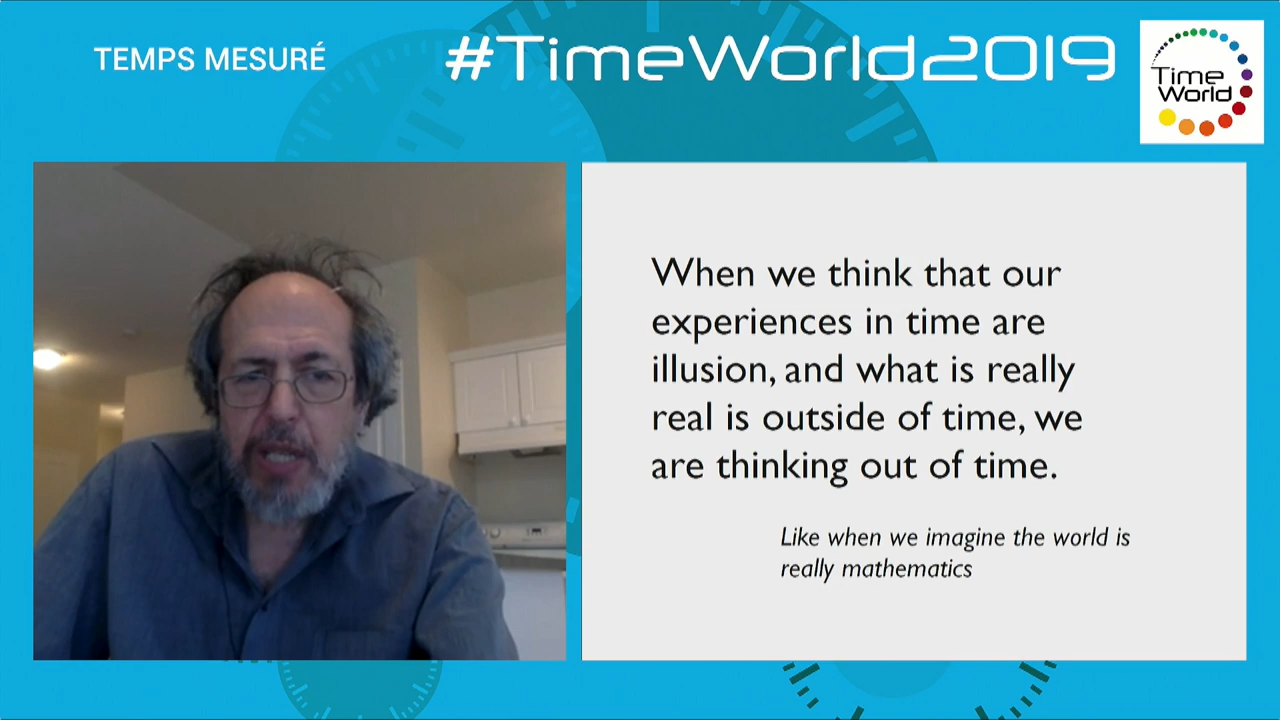 TEMPS MESURÉ
#TimeWorld2019
Time
World
When we think that our
experiences in time are
illusion, and what is really
real is outside of time, we
are thinking out of time.
Like when we imagine the world is
really mathematics